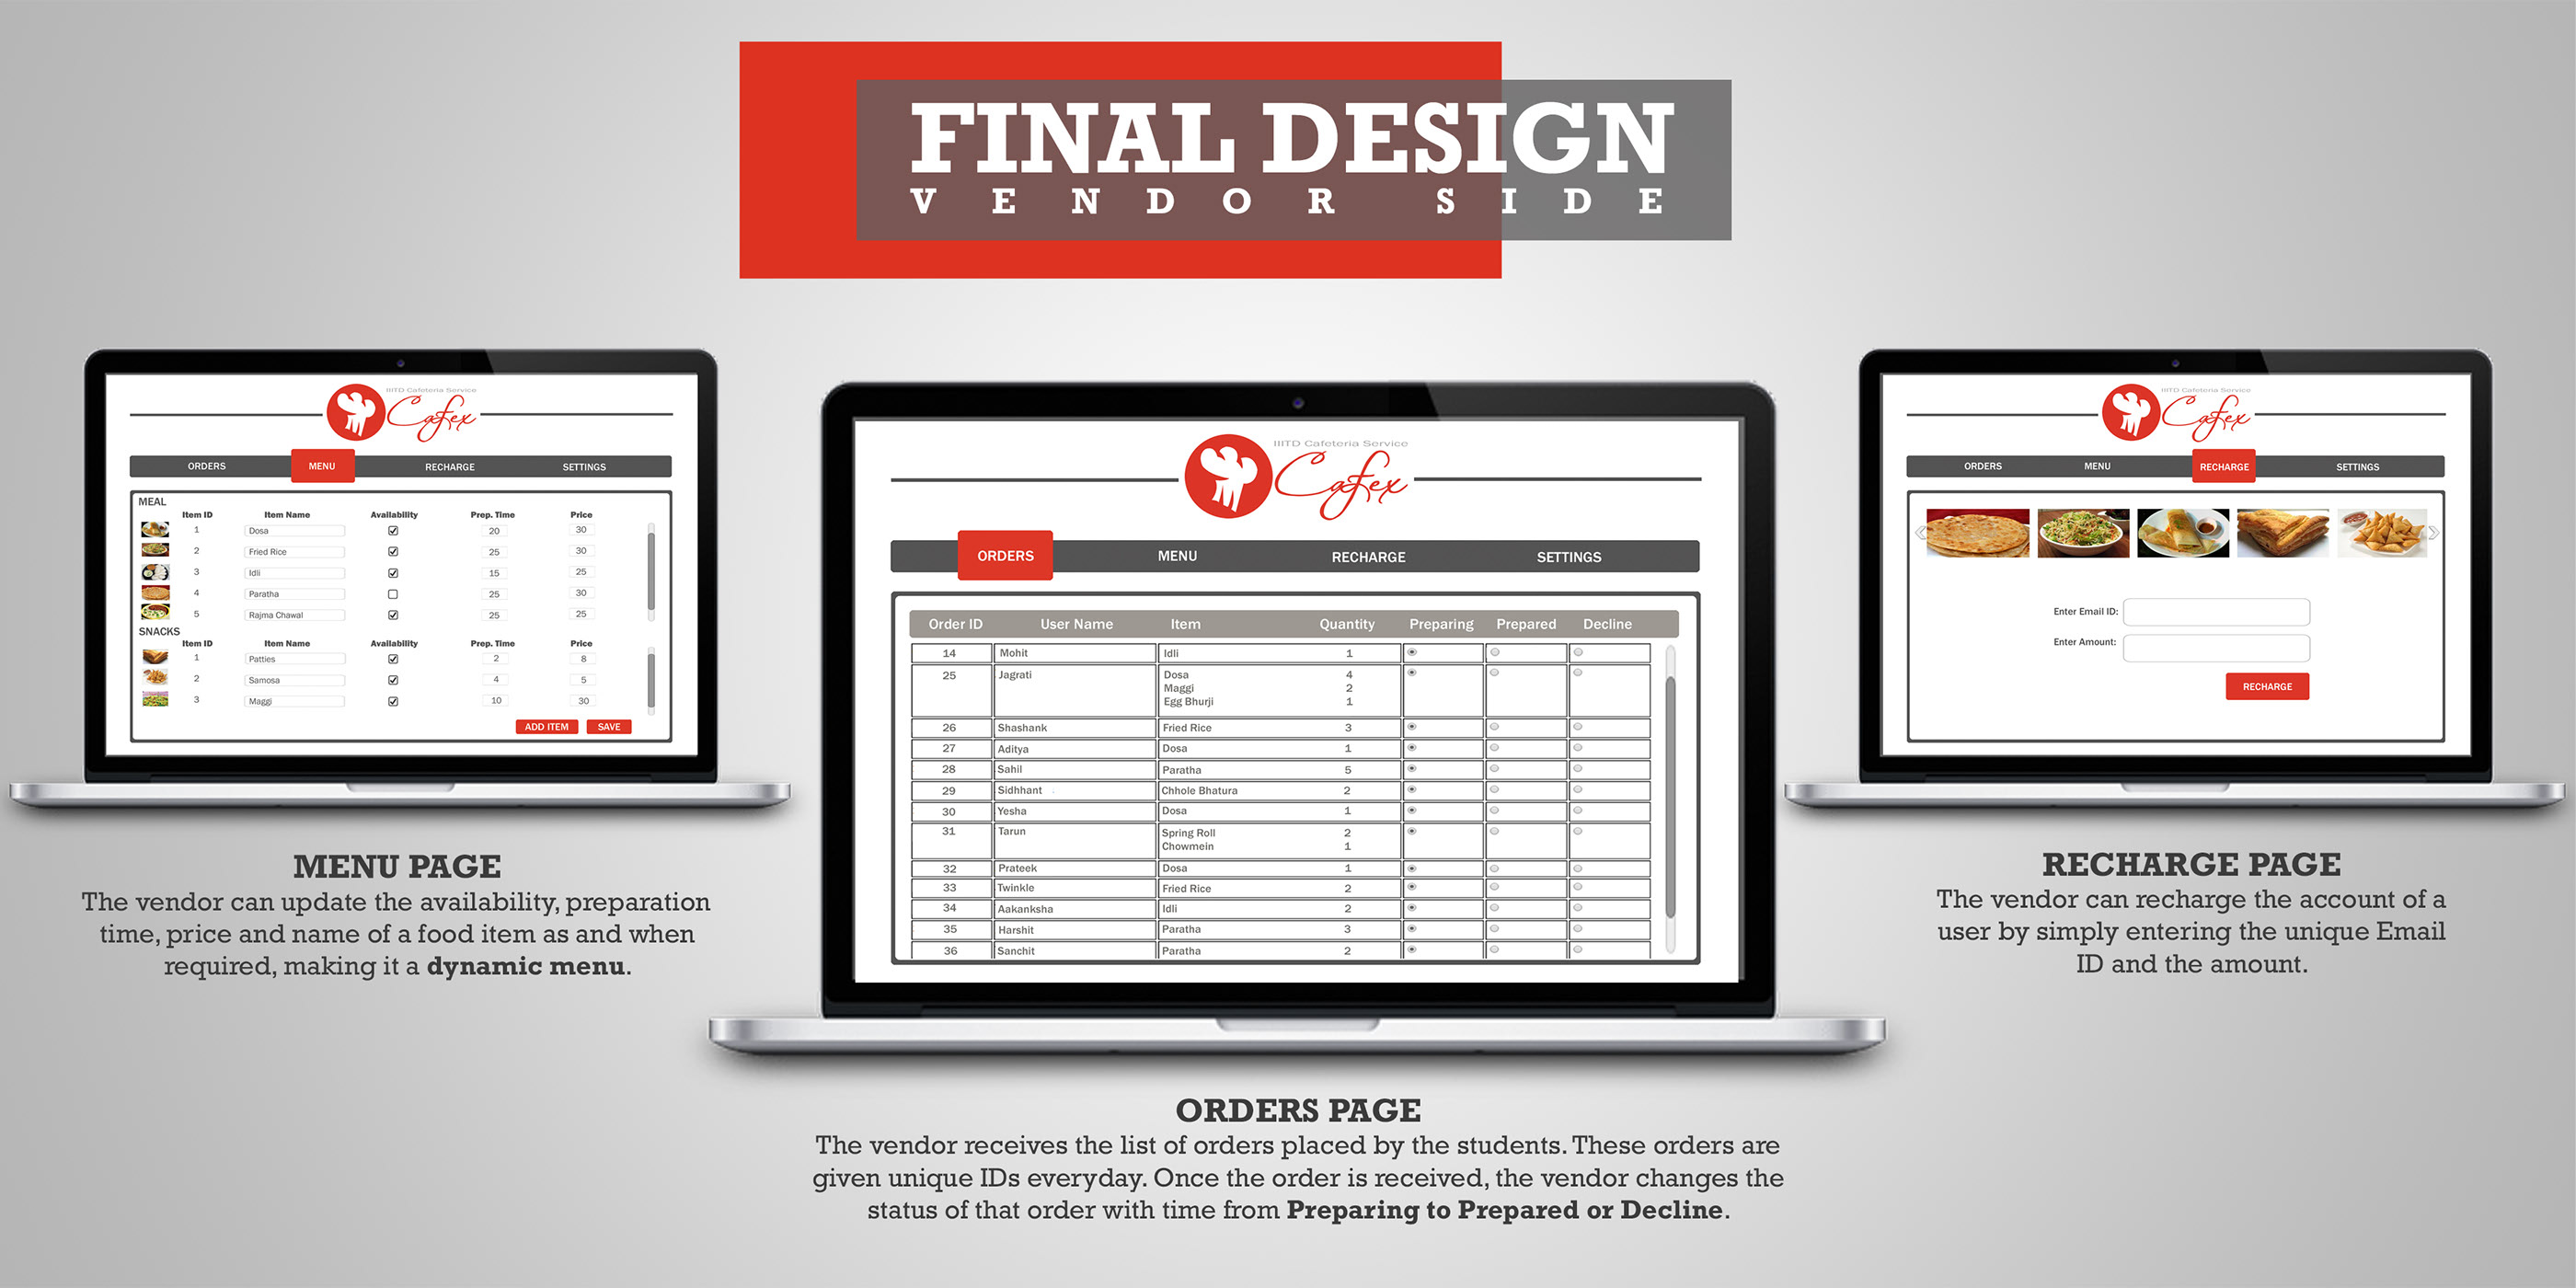 FINAL DESIGN
VENDOR SIDE
IIITD Cafeteria Service
Cafex
ORDERS MENU RECHARGE SETTINGS
MEAL
Item ID Item Name Availability Prep. Time Price
1 Dosa 20 30
2 Fried Rice 25 30
3 Idli 15 25
4 Paratha 25 30
5 Rajma Chawal 25 25
SNACKS
Item ID Item Name Availability Prep. Time Price
1 Patties 2 8
2 Samosa 4 5
3 Maggi 10 30
ADD ITEM SAVE
MENU PAGE
The vendor can update the availability, preparation
time, price and name of a food item as and when
required, making it a dynamic menu.
IIITD Cafeteria Service
Cafex
ORDERS MENU RECHARGE SETTINGS
Order ID User Name Item Quantity Preparing Prepared Decline
14 Mohit Idli 1
25 Jagrati Dosa 4
Maggi 2
Egg Bhurji 1
26 Shashank Fried Rice 3
27 Aditya Dosa 1
28 Sahil Paratha 5
29 Sidhhant Chhole Bhatura 2
30 Yesha Dosa 1
31 Tarun Spring Roll 2
Chowmein 1
32 Prateek Dosa 1
33 Twinkle Fried Rice 2
34 Aakanksha Idli 2
35 Harshit Paratha 3
36 Sanchit Paratha 2
ORDERS PAGE
The vendor receives the list of orders placed by the students. These orders are
given unique IDs everyday. Once the order is received, the vendor changes the
status of that order with time from Preparing to Prepared or Decline.
IIITD Cafeteria Service
Cafex
ORDERS MENU RECHARGE SETTINGS
Enter Email ID:
Enter Amount:
RECHARGE
RECHARGE PAGE
The vendor can recharge the account of a
user by simply entering the unique Email
ID and the amount.